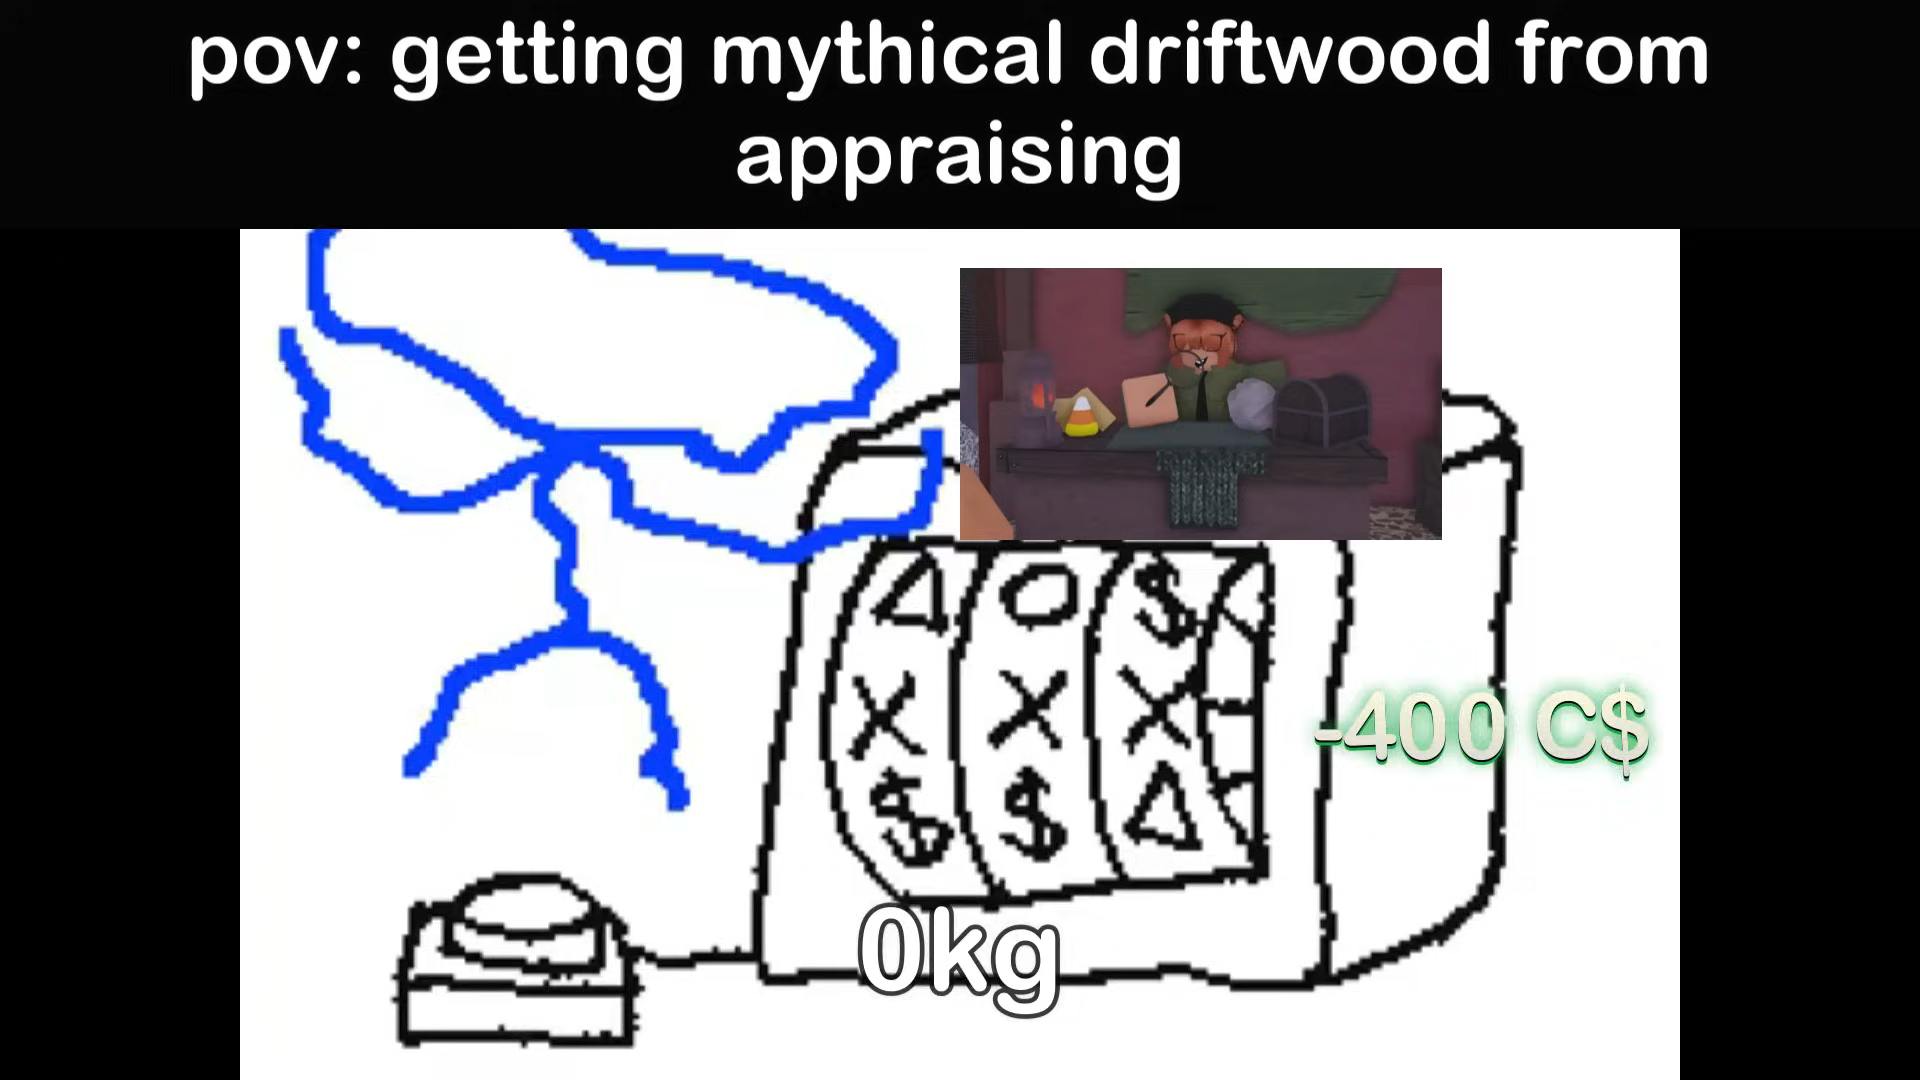 pov: getting mythical driftwood from
appraising
O $
X X X
$ $
-400 C$
0kg